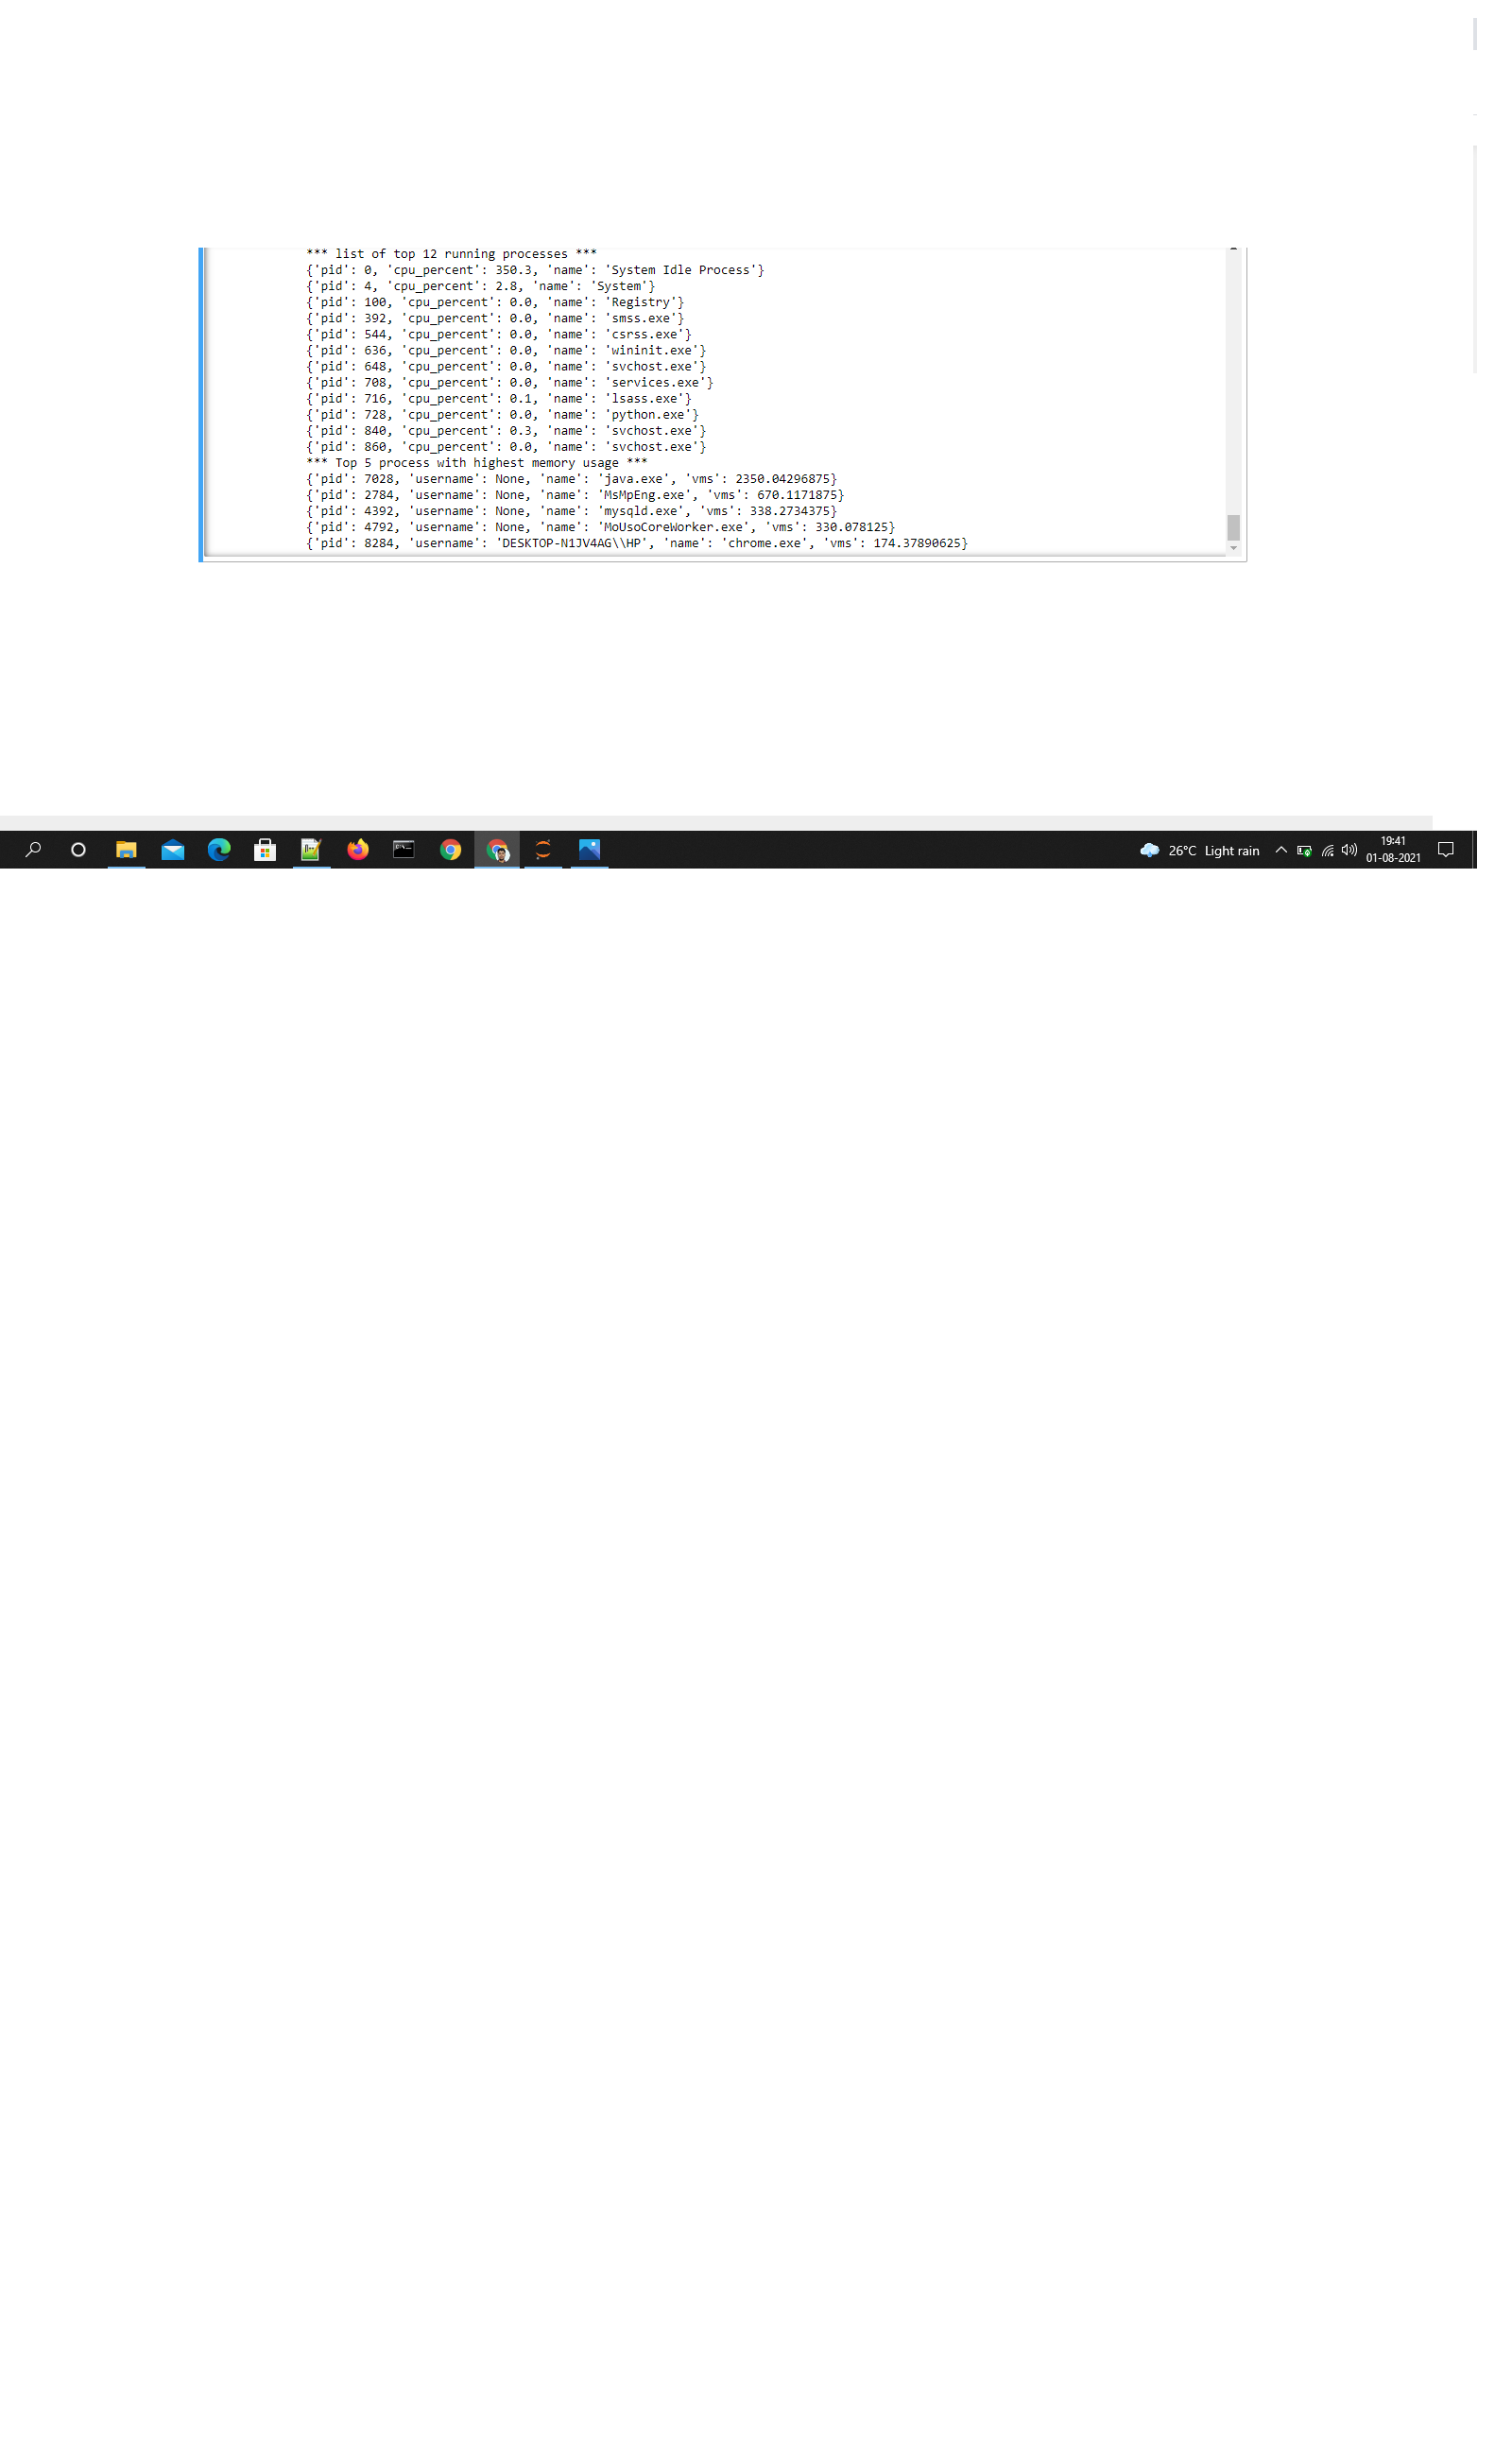 *** list of top 12 running processes ***
{'pid': 0, 'cpu_percent': 350.3, 'name': 'System Idle Process'}
{'pid': 4, 'cpu_percent': 2.8, 'name': 'System'}
{'pid': 100, 'cpu_percent': 0.0, 'name': 'Registry'}
{'pid': 392, 'cpu_percent': 0.0, 'name': 'smss.exe'}
{'pid': 544, 'cpu_percent': 0.0, 'name': 'csrss.exe'}
{'pid': 636, 'cpu_percent': 0.0, 'name': 'wininit.exe'}
{'pid': 648, 'cpu_percent': 0.0, 'name': 'svchost.exe'}
{'pid': 708, 'cpu_percent': 0.0, 'name': 'services.exe'}
{'pid': 716, 'cpu_percent': 0.1, 'name': 'lsass.exe'}
{'pid': 728, 'cpu_percent': 0.0, 'name': 'python.exe'}
{'pid': 840, 'cpu_percent': 0.3, 'name': 'svchost.exe'}
{'pid': 860, 'cpu_percent': 0.0, 'name': 'svchost.exe'}
*** Top 5 process with highest memory usage ***
{'pid': 7028, 'username': None, 'name': 'java.exe', 'vms': 2350.04296875}
{'pid': 2784, 'username': None, 'name': 'MsMpEng.exe', 'vms': 670.1171875}
{'pid': 4392, 'username': None, 'name': 'mysqld.exe', 'vms': 338.2734375}
{'pid': 4792, 'username': None, 'name': 'MoUsoCoreWorker.exe', 'vms': 330.078125}
{'pid': 8284, 'username': 'DESKTOP-N1JV4AG\\HP', 'name': 'chrome.exe', 'vms': 174.37890625}
26°C Light rain
19:41
01-08-2021